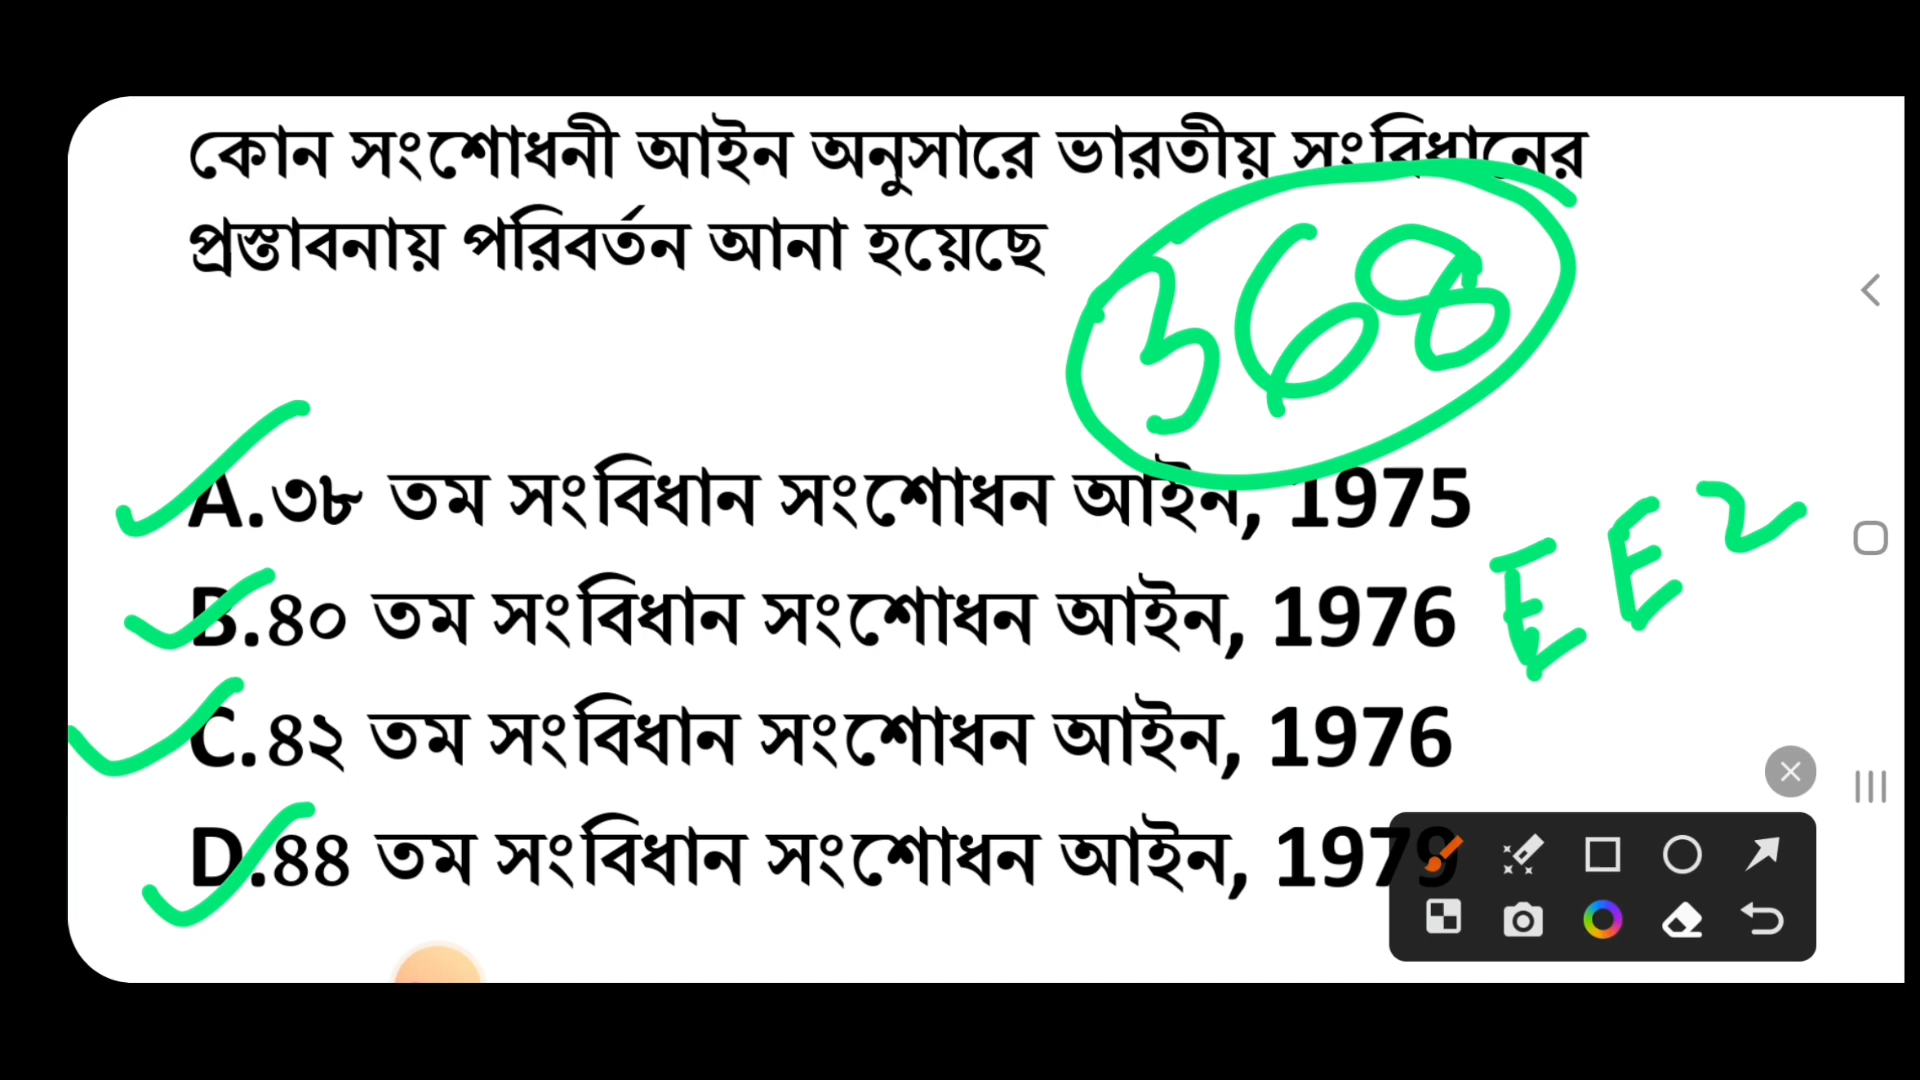 কোন সংশোধনী আইন অনুসারে ভারতীয় সংবিধানের
প্রস্তাবনায় পরিবর্তন আনা হয়েছে
368
A.৩৮ তম সংবিধান সংশোধন আইন, 1975
B.৪০ তম সংবিধান সংশোধন আইন, 1976
C.৪২ তম সংবিধান সংশোধন আইন, 1976
D.৪৪ তম সংবিধান সংশোধন আইন, 1979